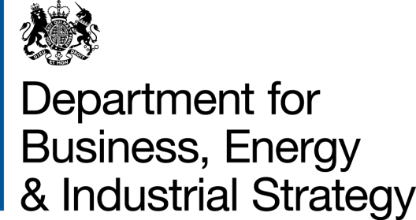 Department for
Business, Energy
& Industrial Strategy